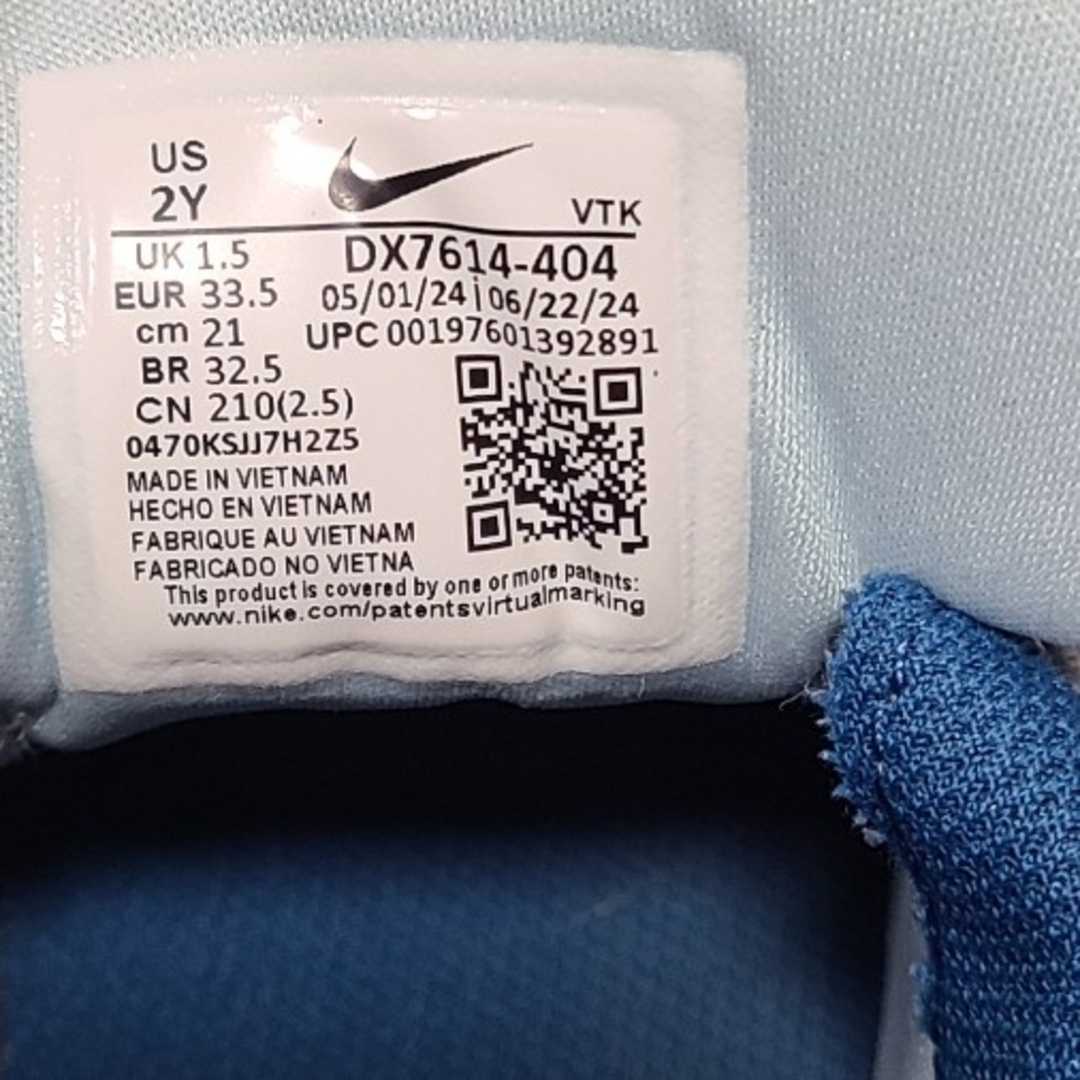 US
2Y
VTK
UK 1.5
DX7614-404
EUR 33.5
05/01/24 | 06/22/24
cm 21
UPC 00197601392891
BR 32.5
CN 210(2.5)
0470KSJJ7H2Z5
MADE IN VIETNAM
HECHO EN VIETNAM
FABRIQUE AU VIETNAM
FABRICADO NO VIETNA
This product is covered by one or more patents:
www.nike.com/patentsvirtualmarking